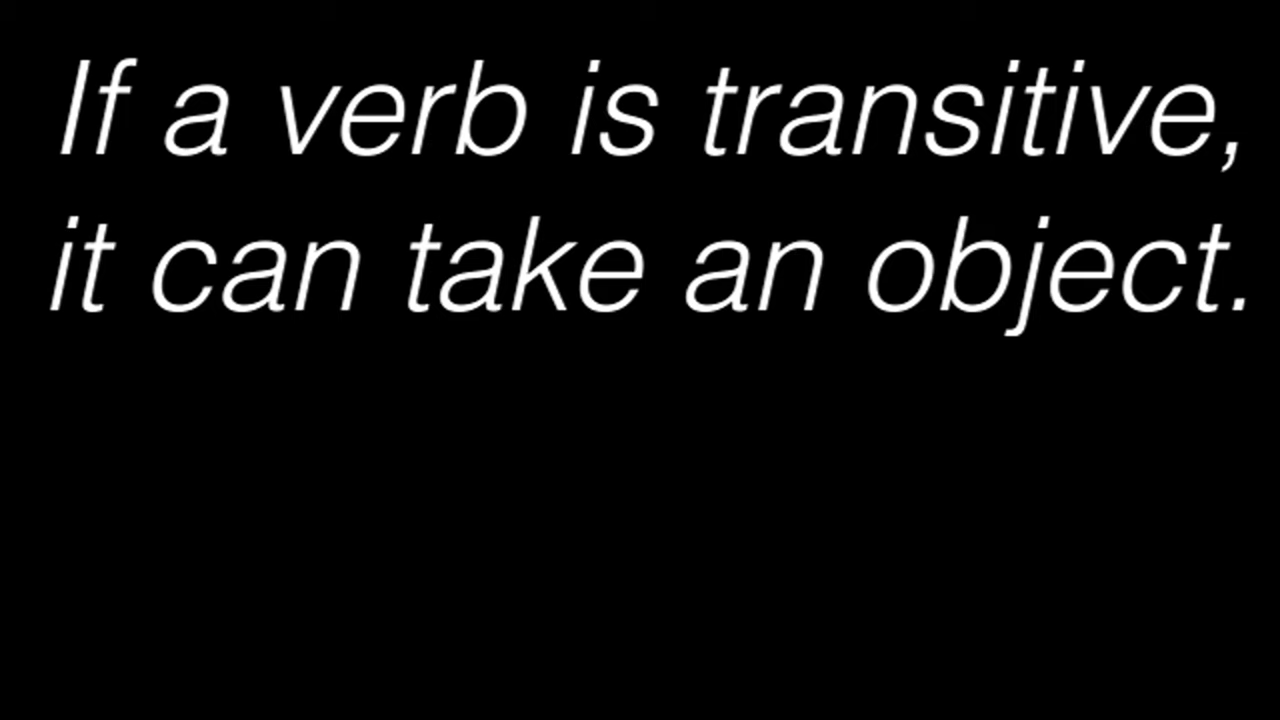 If a verb is transitive,
it can take an object.